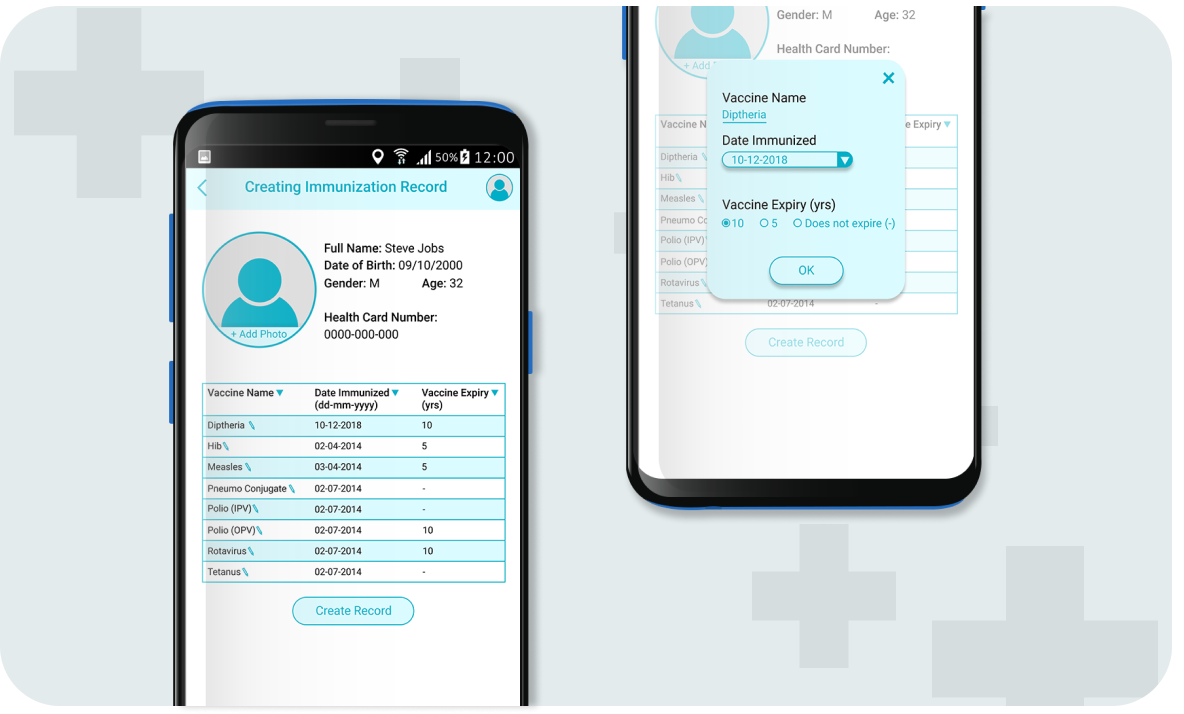 50% 12:00
Creating Immunization Record
Full Name: Steve Jobs
Date of Birth: 09/10/2000
Gender: M Age: 32
Health Card Number:
0000-000-000
+ Add Photo
Vaccine Name Date Immunized Vaccine Expiry
(dd-mm-yyyy) (yrs)
Diptheria 10-12-2018 10
Hib 02-04-2014 5
Measles 03-04-2014 5
Pneumo Conjugate 02-07-2014 -
Polio (IPV) 02-07-2014 -
Polio (OPV) 02-07-2014 10
Rotavirus 02-07-2014 10
Tetanus 02-07-2014 -
Create Record
Gender: M Age: 32
Health Card Number:
+ Add
Vaccine N e Expiry
Diptheria
Hib
Measles
Pneumo Co
Polio (IPV)
Polio (OPV)
Rotavirus
Tetanus 02-07-2014 -
Create Record
Vaccine Name
Diptheria
Date Immunized
10-12-2018
Vaccine Expiry (yrs)
10 5 Does not expire (-)
OK